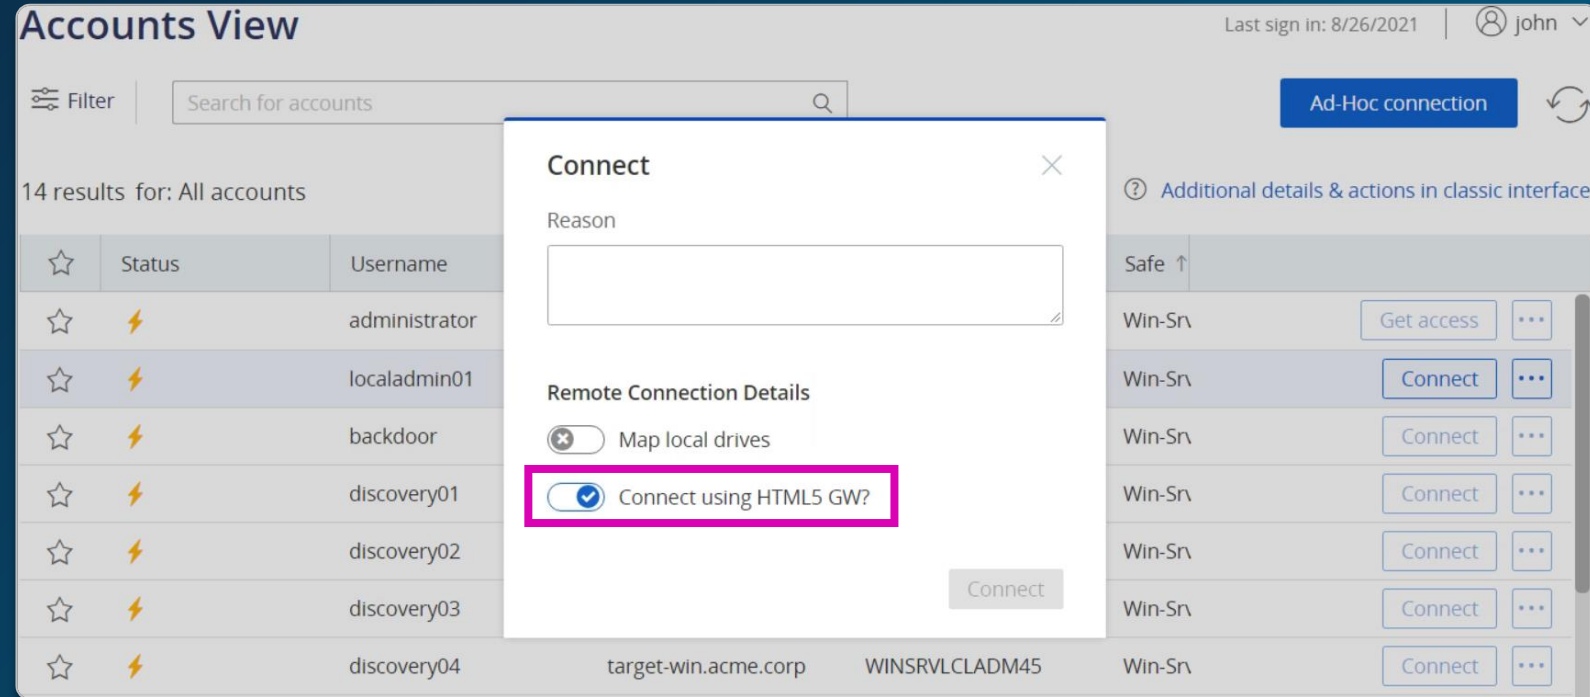 Accounts View
Last sign in: 8/26/2021
john
Filter
Search for accounts
Ad-Hoc connection
14 results for: All accounts
Additional details & actions in classic interface
Status Username Safe ↑
administrator Win-Srv Get access ...
localadmin01 Win-Srv Connect ...
backdoor Win-Srv Connect ...
discovery01 Win-Srv Connect ...
discovery02 Win-Srv Connect ...
discovery03 Win-Srv Connect ...
discovery04 target-win.acme.corp WINSRVLCLADM45 Win-Srv Connect ...
Connect
Reason
Remote Connection Details
Map local drives
Connect using HTML5 GW?
Connect